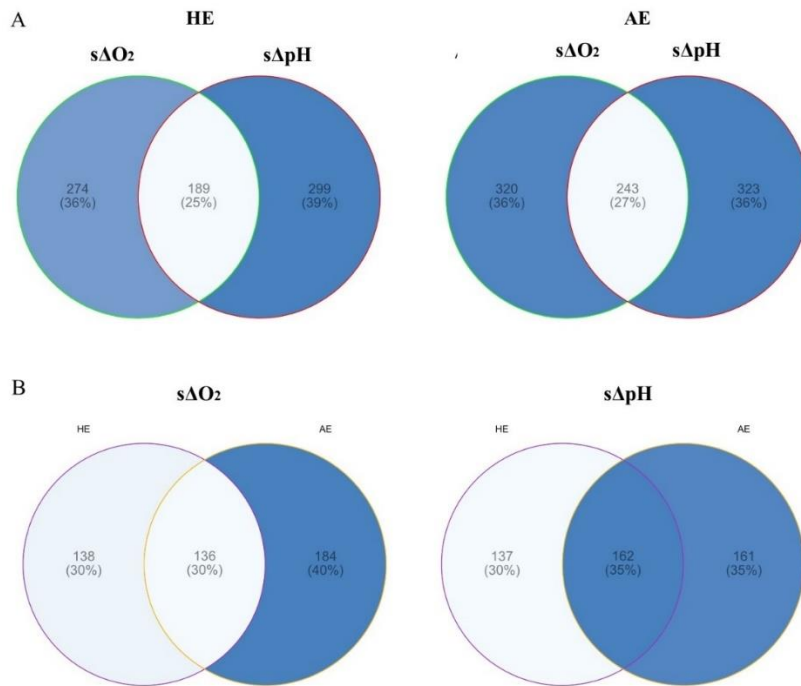 A
HE
AE
sΔO₂
sΔpH
sΔO₂
sΔpH
274
(36%)
189
(25%)
299
(39%)
320
(36%)
243
(27%)
323
(36%)
B
sΔO₂
sΔpH
HE
AE
HE
AE
138
(30%)
136
(30%)
184
(40%)
137
(30%)
162
(35%)
161
(35%)